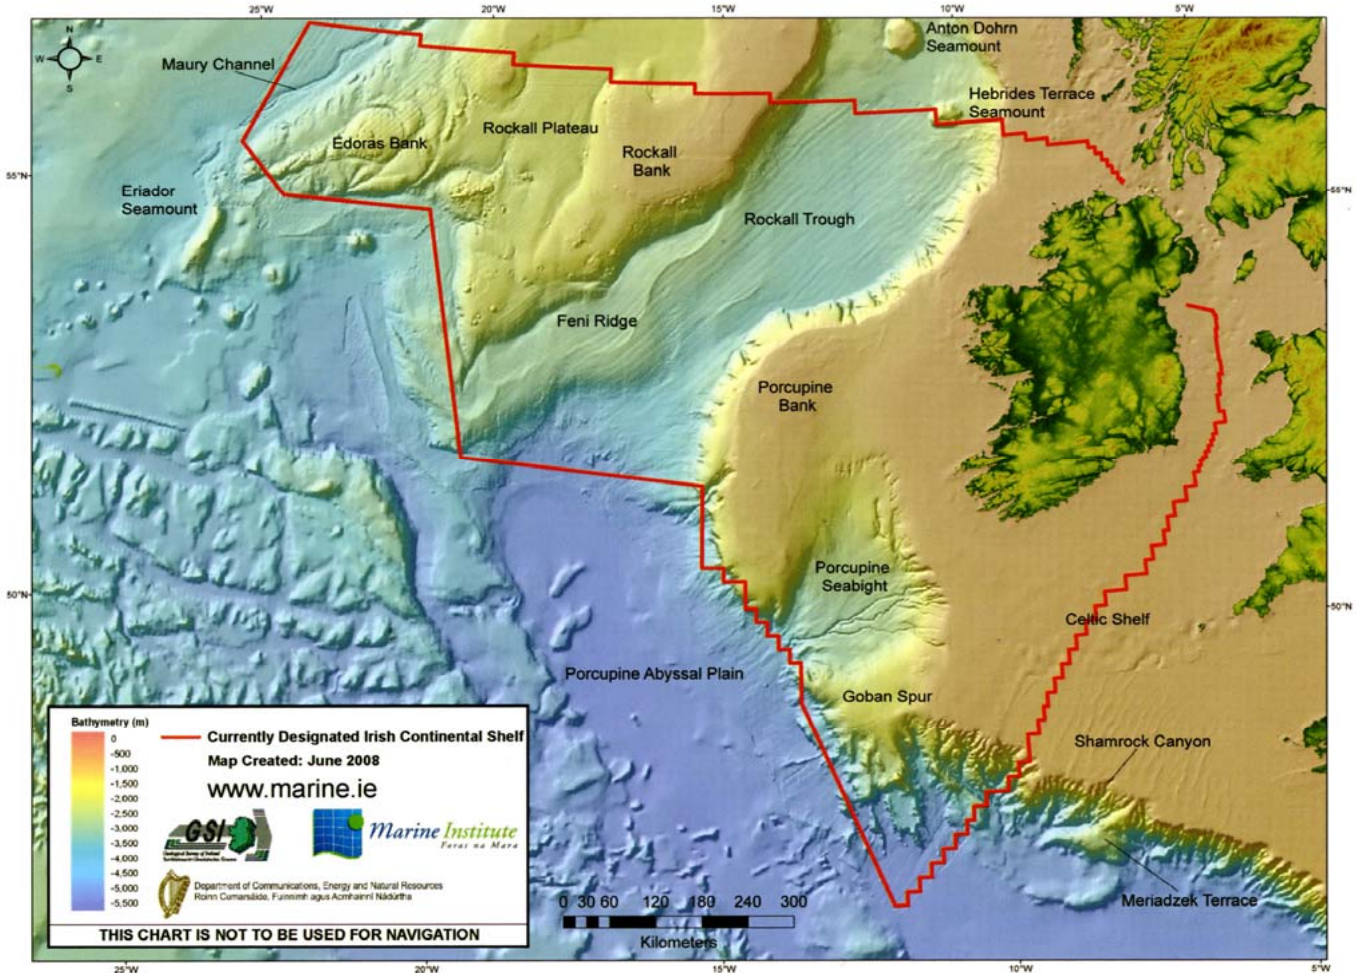 25°W
20°W
15°W
10°W
5°W
N
W
E
S
Maury Channel
Anton Dohrn
Seamount
Hebrides Terrace
Seamount
Edoras Bank
Rockall Plateau
Rockall
Bank
55°N
55°N
Eriador
Seamount
Rockall Trough
Feni Ridge
Porcupine
Bank
Porcupine
Seabight
50°N
50°N
Celtic Shelf
Porcupine Abyssal Plain
Goban Spur
Shamrock Canyon
Meriadzek Terrace
Bathymetry (m)
0
-500
-1,000
-1,500
-2,000
-2,500
-3,000
-3,500
-4,000
-4,500
-5,000
-5,500
Currently Designated Irish Continental Shelf
Map Created: June 2008
www.marine.ie
GSI
Geological Survey of Ireland
Marine Institute
Foras na Mara
Department of Communications, Energy and Natural Resources
Roinn Cumarsáide, Fuinnimh agus Acmhainní Nádúrtha
THIS CHART IS NOT TO BE USED FOR NAVIGATION
0 30 60 120 180 240 300
Kilometers
25°W
20°W
15°W
10°W
5°W